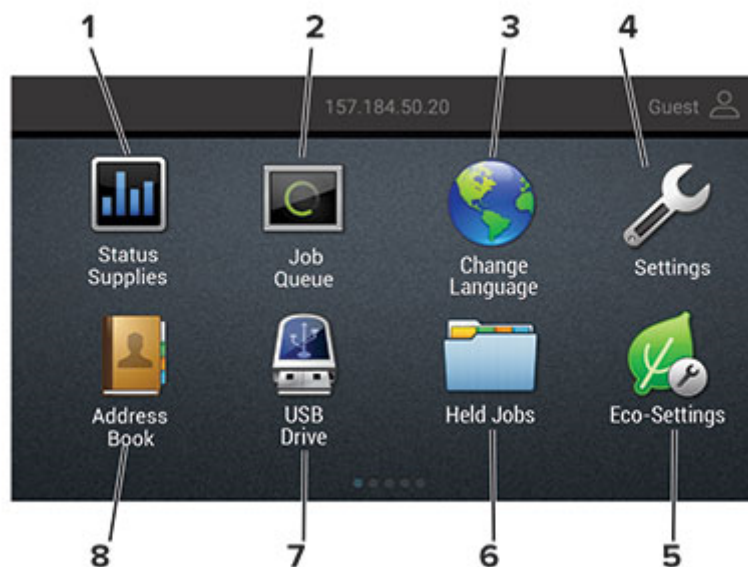 1 2 3 4
157.184.50.20 Guest
Status
Supplies
Job
Queue
Change
Language
Settings
Address
Book
USB
Drive
Held Jobs
Eco-Settings
8 7 6 5